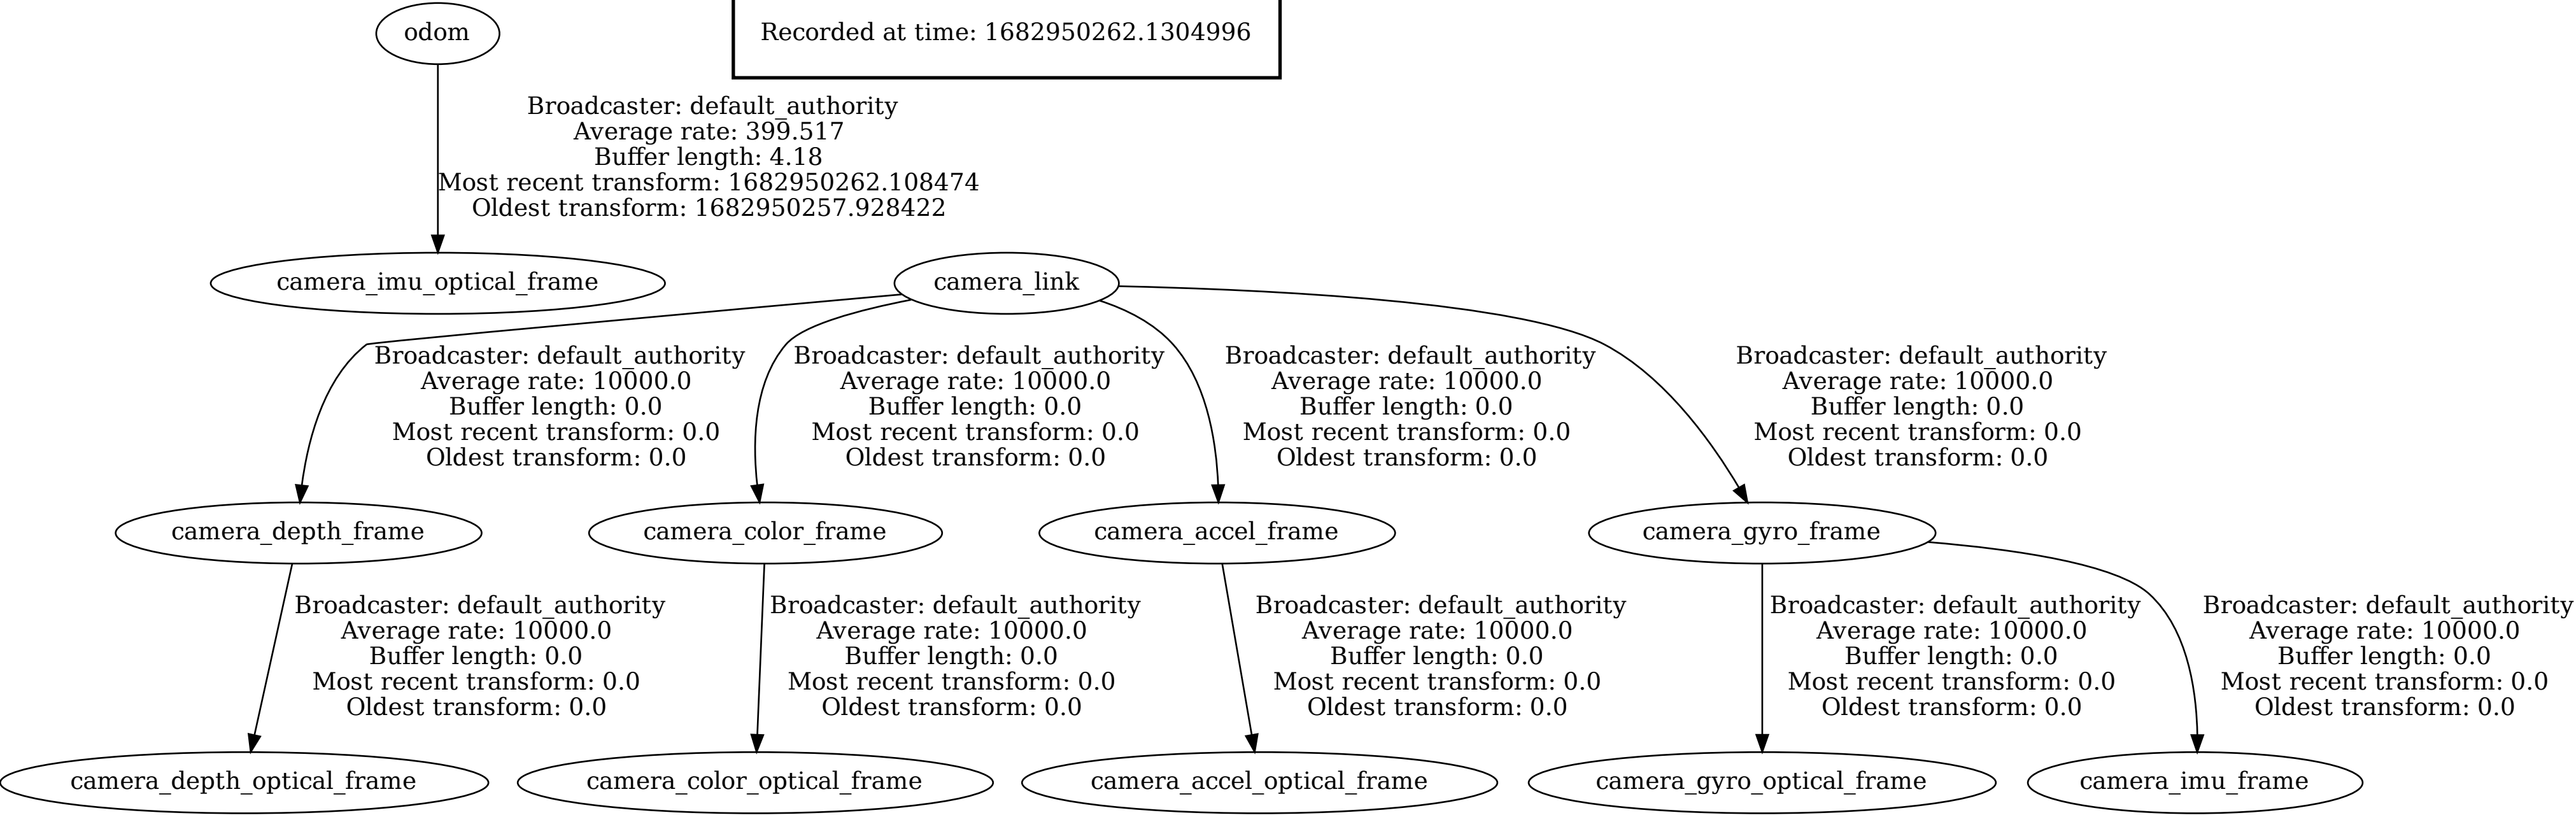 odom
Recorded at time: 1682950262.1304996
Broadcaster: default_authority
Average rate: 399.517
Buffer length: 4.18
Most recent transform: 1682950262.108474
Oldest transform: 1682950257.928422
camera_imu_optical_frame
camera_link
Broadcaster: default_authority
Average rate: 10000.0
Buffer length: 0.0
Most recent transform: 0.0
Oldest transform: 0.0
Broadcaster: default_authority
Average rate: 10000.0
Buffer length: 0.0
Most recent transform: 0.0
Oldest transform: 0.0
Broadcaster: default_authority
Average rate: 10000.0
Buffer length: 0.0
Most recent transform: 0.0
Oldest transform: 0.0
Broadcaster: default_authority
Average rate: 10000.0
Buffer length: 0.0
Most recent transform: 0.0
Oldest transform: 0.0
camera_depth_frame
camera_color_frame
camera_accel_frame
camera_gyro_frame
Broadcaster: default_authority
Average rate: 10000.0
Buffer length: 0.0
Most recent transform: 0.0
Oldest transform: 0.0
Broadcaster: default_authority
Average rate: 10000.0
Buffer length: 0.0
Most recent transform: 0.0
Oldest transform: 0.0
Broadcaster: default_authority
Average rate: 10000.0
Buffer length: 0.0
Most recent transform: 0.0
Oldest transform: 0.0
Broadcaster: default_authority
Average rate: 10000.0
Buffer length: 0.0
Most recent transform: 0.0
Oldest transform: 0.0
Broadcaster: default_authority
Average rate: 10000.0
Buffer length: 0.0
Most recent transform: 0.0
Oldest transform: 0.0
camera_depth_optical_frame
camera_color_optical_frame
camera_accel_optical_frame
camera_gyro_optical_frame
camera_imu_frame